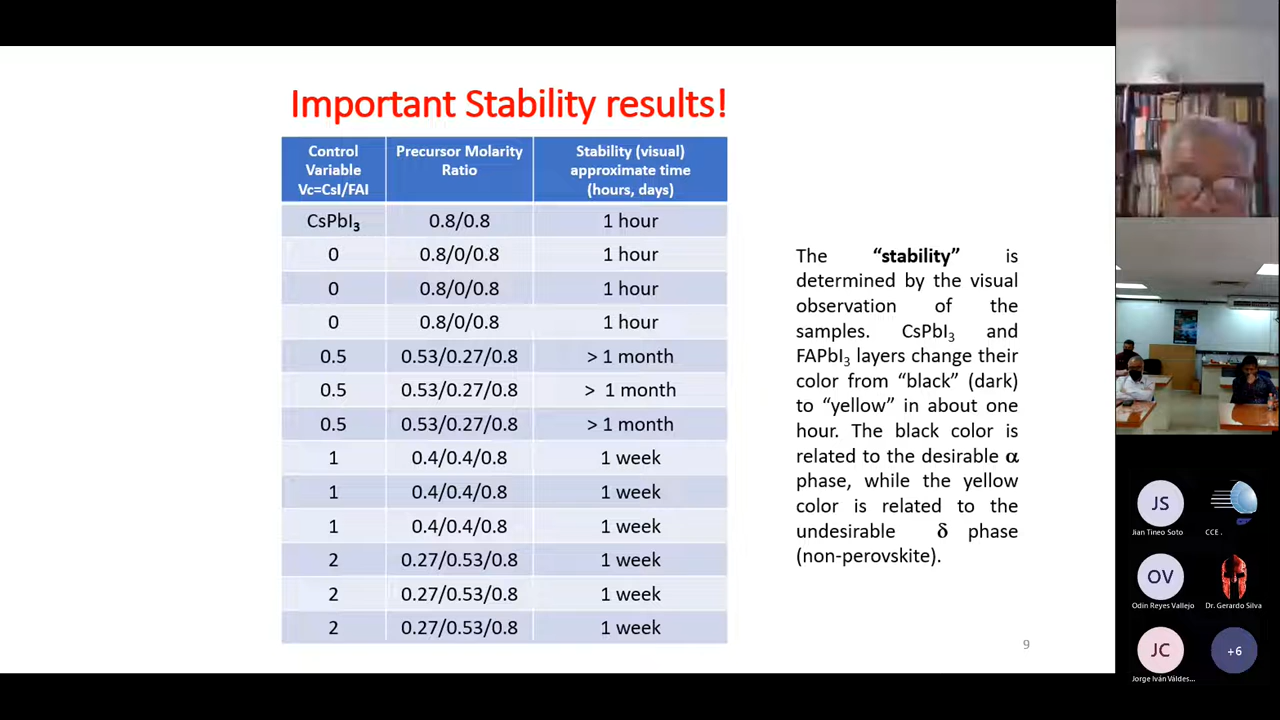 Important Stability results!
Control Variable Vc=CsI/FAI | Precursor Molarity Ratio | Stability (visual) approximate time (hours, days)
CsPbI₃ 0.8/0.8 1 hour
0 0.8/0/0.8 1 hour
0 0.8/0/0.8 1 hour
0 0.8/0/0.8 1 hour
0.5 0.53/0.27/0.8 > 1 month
0.5 0.53/0.27/0.8 > 1 month
0.5 0.53/0.27/0.8 > 1 month
1 0.4/0.4/0.8 1 week
1 0.4/0.4/0.8 1 week
1 0.4/0.4/0.8 1 week
2 0.27/0.53/0.8 1 week
2 0.27/0.53/0.8 1 week
2 0.27/0.53/0.8 1 week
The “stability” is
determined by the visual
observation of the
samples. CsPbI₃ and
FAPbI₃ layers change their
color from “black” (dark)
to “yellow” in about one
hour. The black color is
related to the desirable α
phase, while the yellow
color is related to the
undesirable δ phase
(non-perovskite).
9
JS
Jian Tineo Soto
CCE .
OV
Odin Reyes Vallejo
Dr. Gerardo Silva
JC
Jorge Iván Váldes...
+6